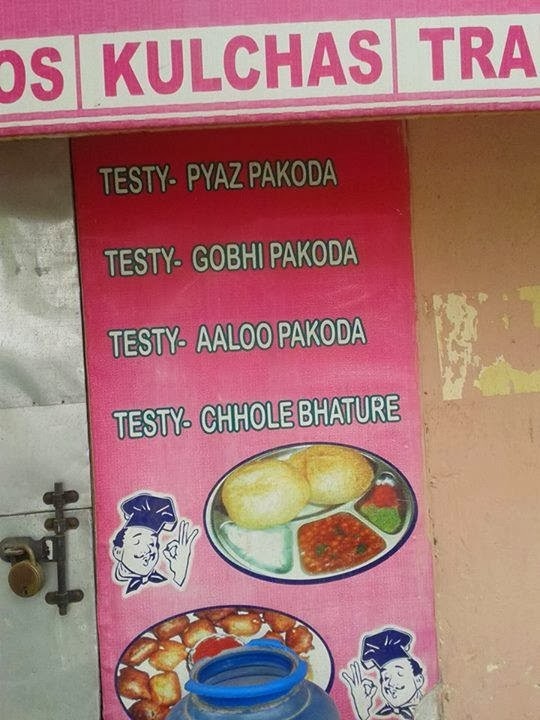 OS KULCHAS TRA
TESTY- PYAZ PAKODA
TESTY- GOBHI PAKODA
TESTY- AALOO PAKODA
TESTY- CHHOLE BHATURE